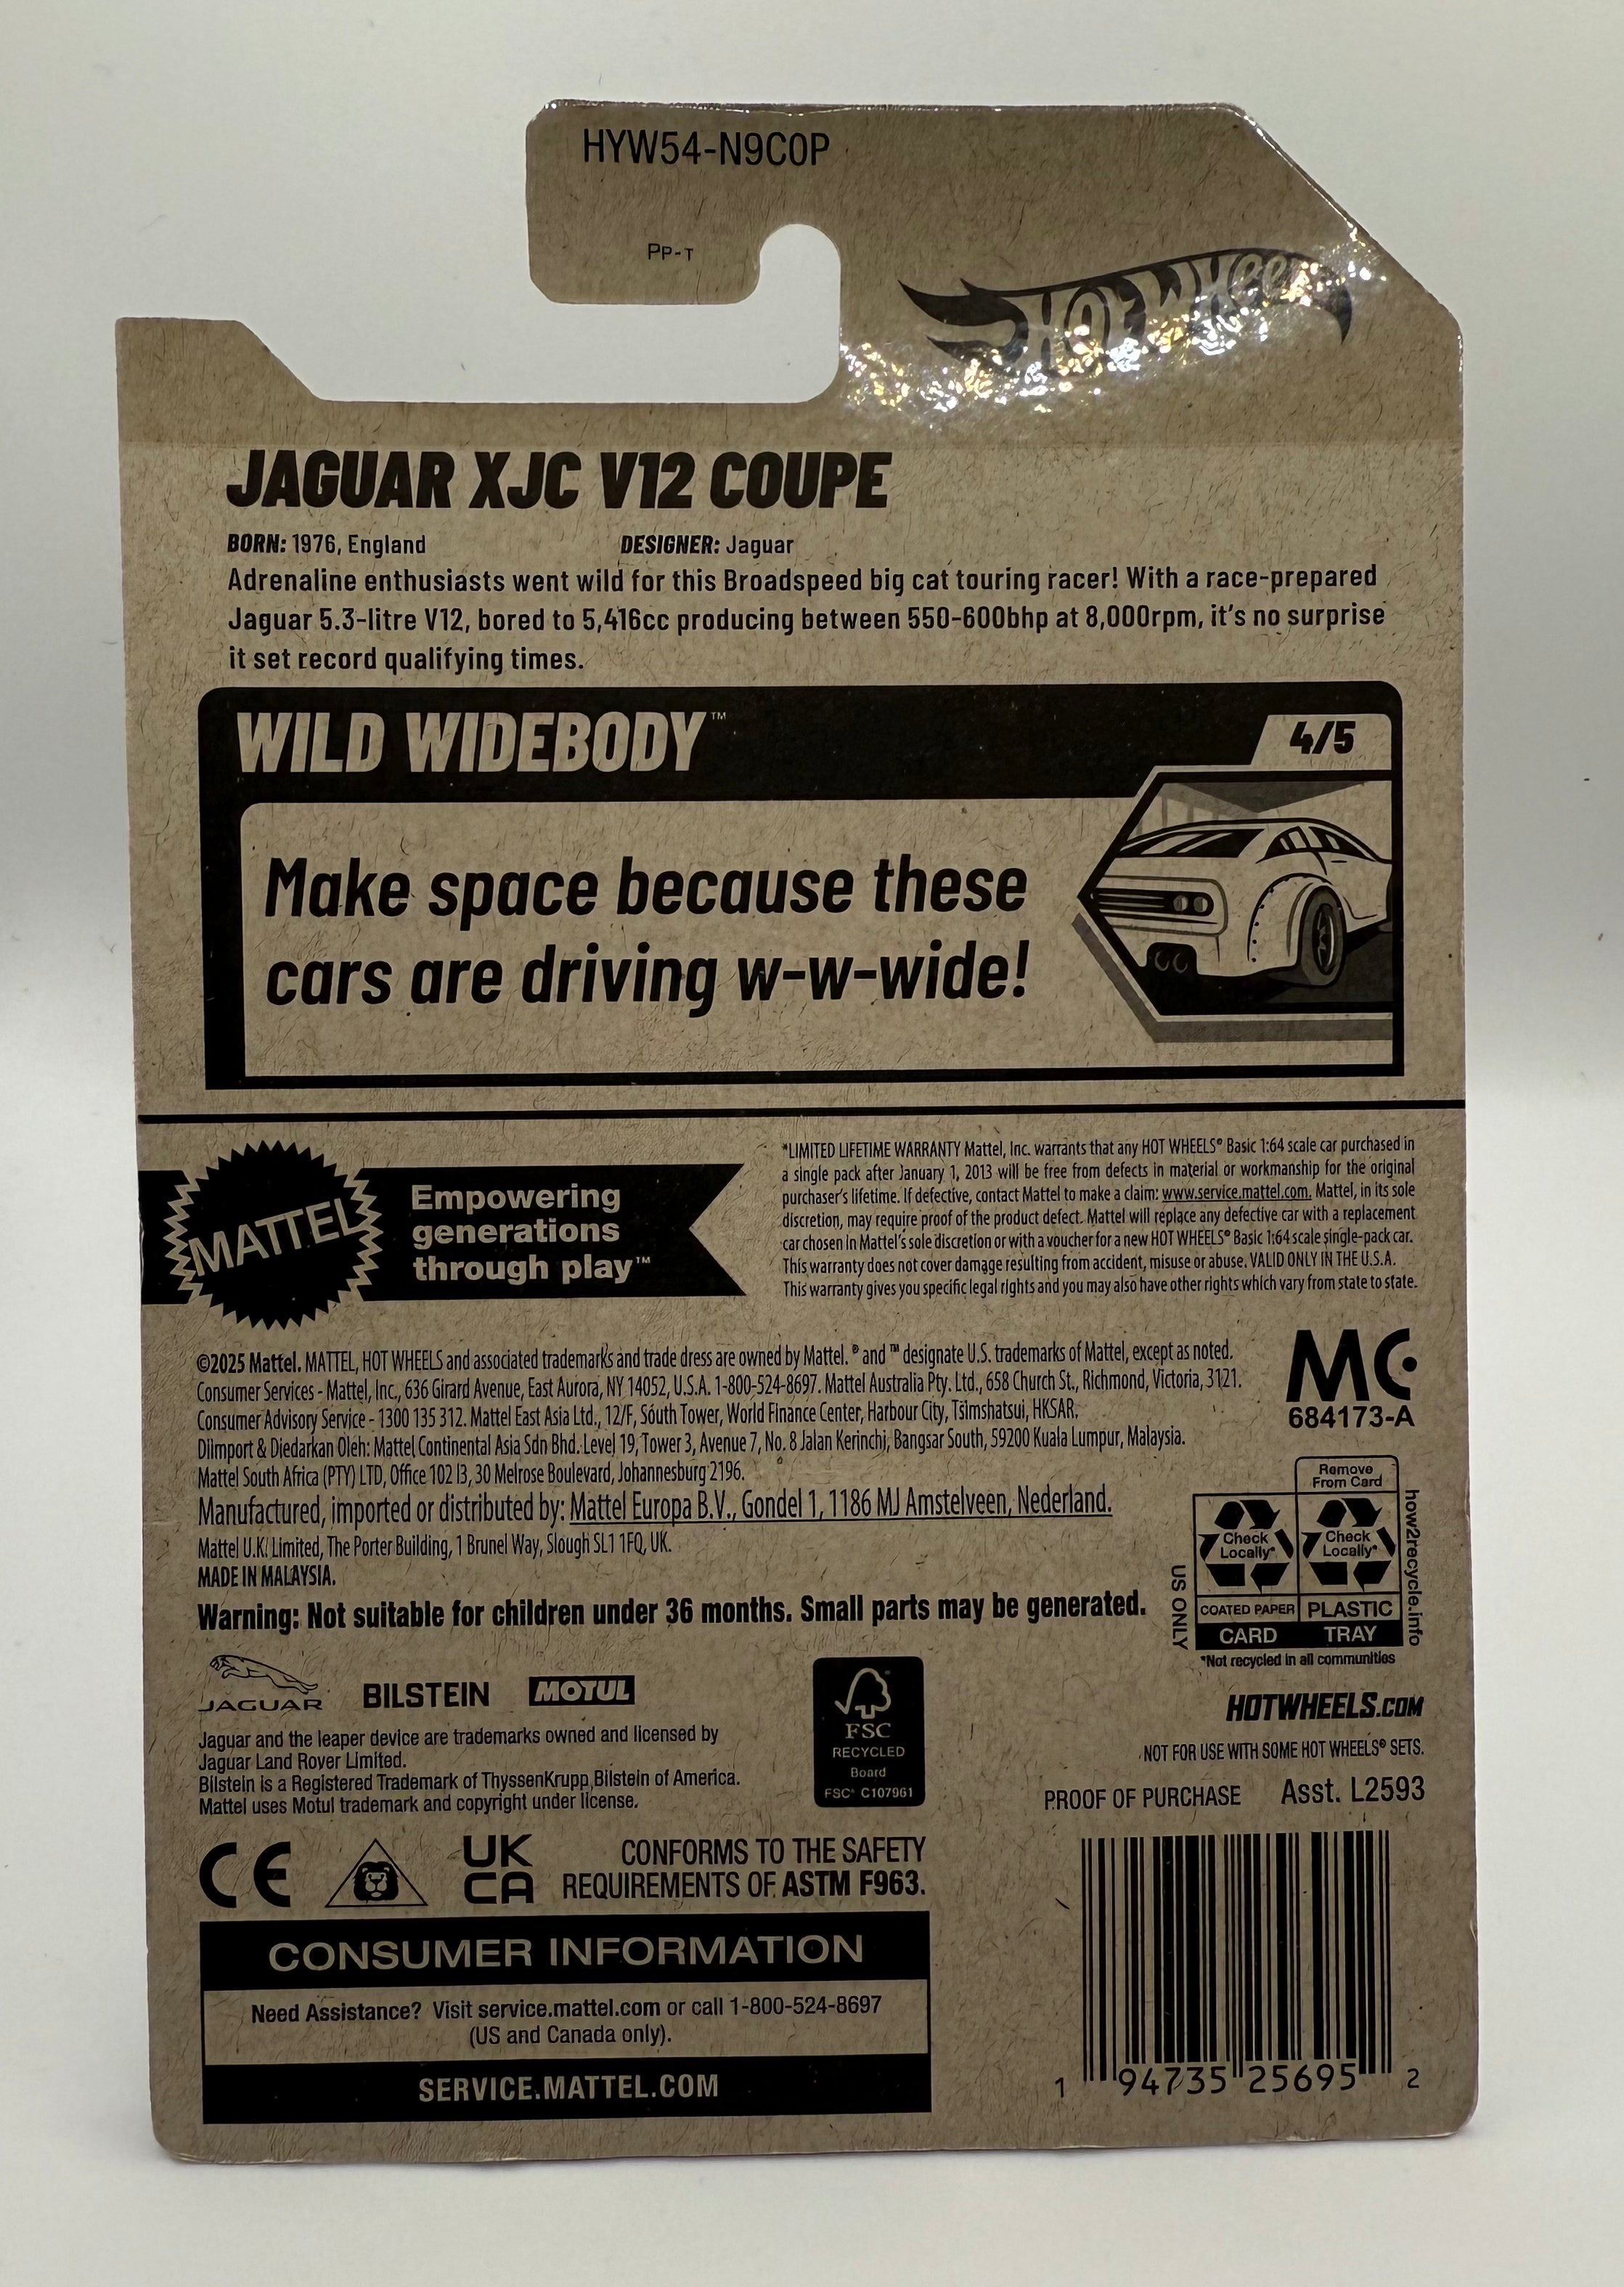 HYW54-N9C0P
PP-T
HOT WHEELS
JAGUAR XJC V12 COUPE
BORN: 1976, England DESIGNER: Jaguar
Adrenaline enthusiasts went wild for this Broadspeed big cat touring racer! With a race-prepared
Jaguar 5.3-litre V12, bored to 5,416cc producing between 550-600bhp at 8,000rpm, it's no surprise
it set record qualifying times.
WILD WIDEBODY™
4/5
Make space because these
cars are driving w-w-wide!
MATTEL
Empowering
generations
through play™
*LIMITED LIFETIME WARRANTY Mattel, Inc. warrants that any HOT WHEELS® Basic 1:64 scale car purchased in
a single pack after January 1, 2013 will be free from defects in material or workmanship for the original
purchaser's lifetime. If defective, contact Mattel to make a claim: www.service.mattel.com. Mattel, in its sole
discretion, may require proof of the product defect. Mattel will replace any defective car with a replacement
car chosen in Mattel's sole discretion or with a voucher for a new HOT WHEELS® Basic 1:64 scale single-pack car.
This warranty does not cover damage resulting from accident, misuse or abuse. VALID ONLY IN THE U.S.A.
This warranty gives you specific legal rights and you may also have other rights which vary from state to state.
©2025 Mattel. MATTEL, HOT WHEELS and associated trademarks and trade dress are owned by Mattel. ® and ™ designate U.S. trademarks of Mattel, except as noted.
Consumer Services - Mattel, Inc., 636 Girard Avenue, East Aurora, NY 14052, U.S.A. 1-800-524-8697. Mattel Australia Pty. Ltd., 658 Church St., Richmond, Victoria, 3121.
Consumer Advisory Service - 1300 135 312. Mattel East Asia Ltd., 12/F, South Tower, World Finance Center, Harbour City, Tsimshatsui, HKSAR.
Diimport & Diedarkan Oleh: Mattel Continental Asia Sdn Bhd. Level 19, Tower 3, Avenue 7, No. 8 Jalan Kerinchi, Bangsar South, 59200 Kuala Lumpur, Malaysia.
Mattel South Africa (PTY) LTD, Office 102 I3, 30 Melrose Boulevard, Johannesburg 2196.
Manufactured, imported or distributed by: Mattel Europa B.V., Gondel 1, 1186 MJ Amstelveen, Nederland.
Mattel U.K. Limited, The Porter Building, 1 Brunel Way, Slough SL1 1FQ, UK.
MADE IN MALAYSIA.
Warning: Not suitable for children under 36 months. Small parts may be generated.
MC
684173-A
Remove
From Card
Check
Locally*
Check
Locally*
COATED PAPER PLASTIC
CARD TRAY
US ONLY
how2recycle.info
*Not recycled in all communities
JAGUAR BILSTEIN MOTUL
Jaguar and the leaper device are trademarks owned and licensed by
Jaguar Land Rover Limited.
Bilstein is a Registered Trademark of ThyssenKrupp Bilstein of America.
Mattel uses Motul trademark and copyright under license.
FSC
RECYCLED
Board
FSC® C107961
HOTWHEELS.COM
NOT FOR USE WITH SOME HOT WHEELS® SETS.
PROOF OF PURCHASE Asst. L2593
CE
UK
CA
CONFORMS TO THE SAFETY
REQUIREMENTS OF ASTM F963.
CONSUMER INFORMATION
Need Assistance? Visit service.mattel.com or call 1-800-524-8697
(US and Canada only).
SERVICE.MATTEL.COM
1 94735 25695 2